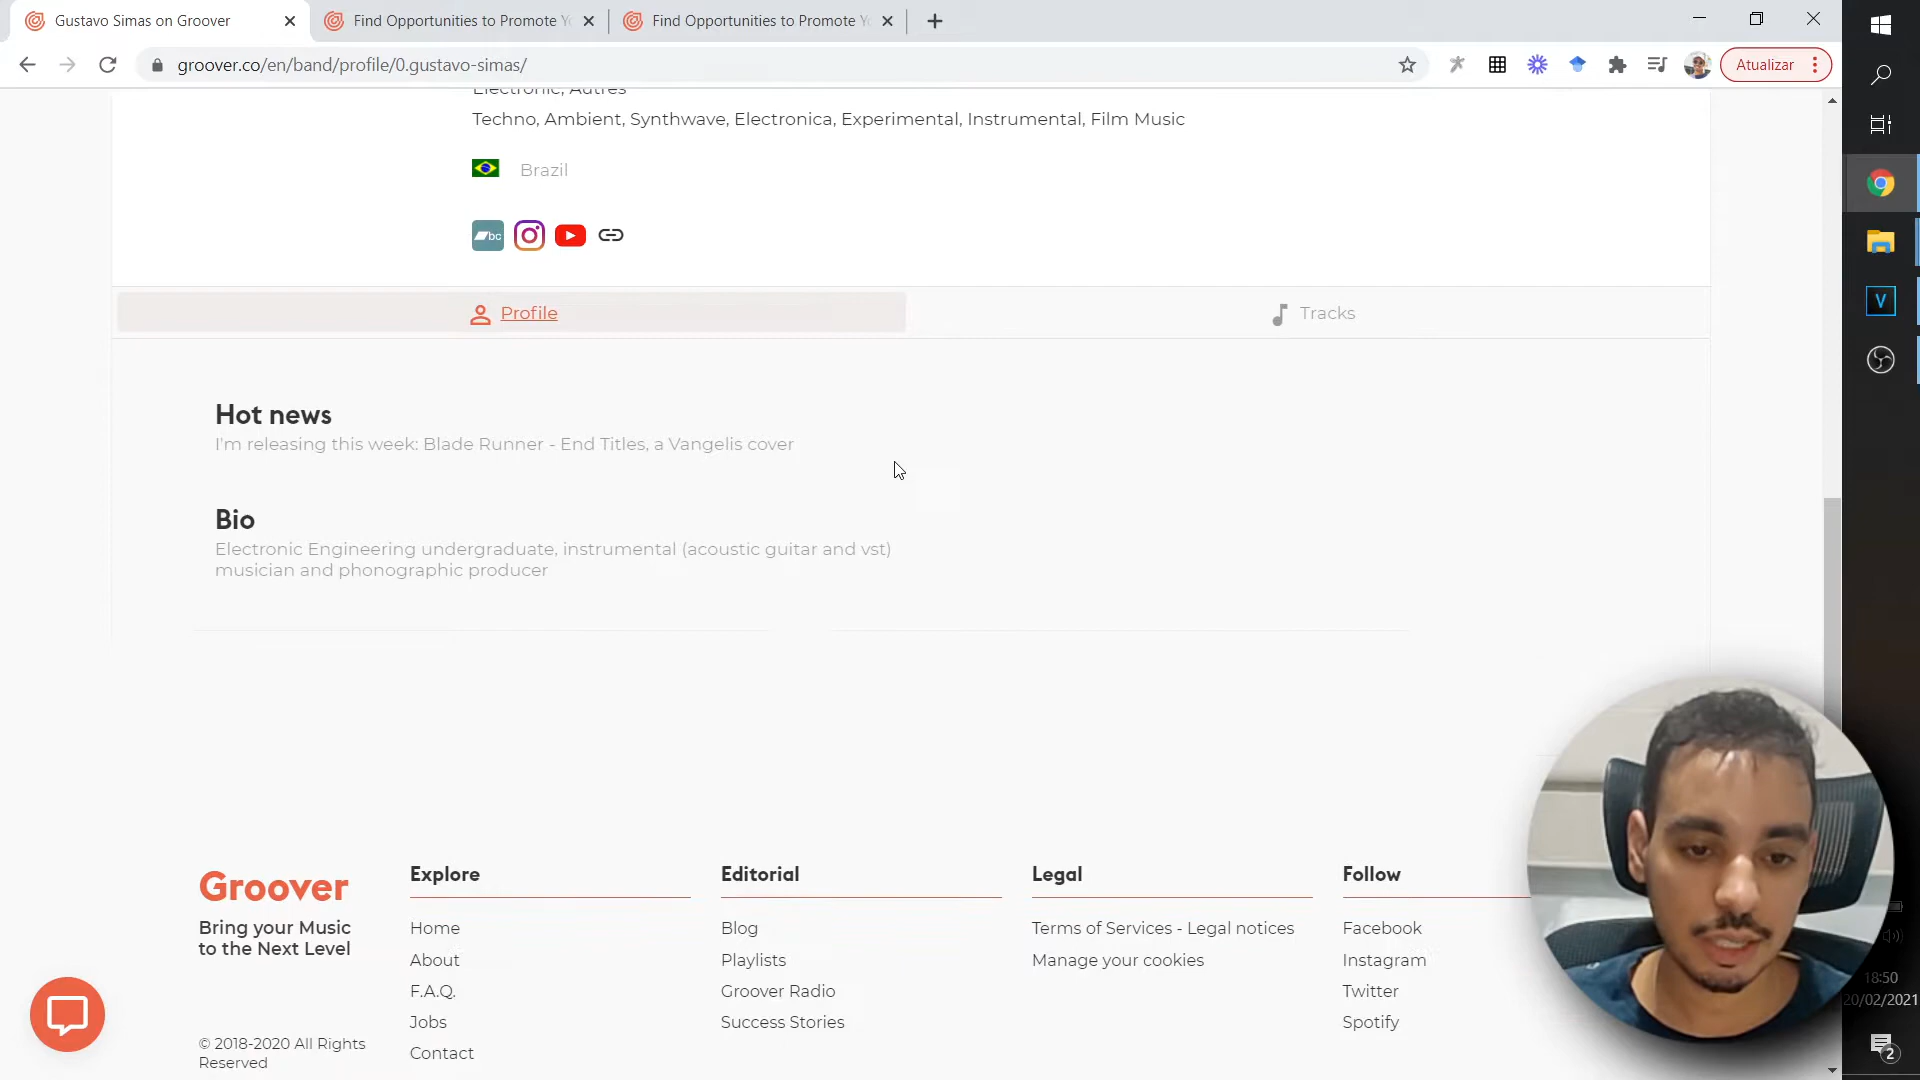 Gustavo Simas on Groover
Find Opportunities to Promote Y
Find Opportunities to Promote Y
groover.co/en/band/profile/0.gustavo-simas/
Atualizar
Electronic, Autres
Techno, Ambient, Synthwave, Electronica, Experimental, Instrumental, Film Music
Brazil
bc
Profile
Tracks
Hot news
I'm releasing this week: Blade Runner - End Titles, a Vangelis cover
Bio
Electronic Engineering undergraduate, instrumental (acoustic guitar and vst)
musician and phonographic producer
Groover
Bring your Music
to the Next Level
© 2018-2020 All Rights
Reserved
Explore
Home
About
F.A.Q.
Jobs
Contact
Editorial
Blog
Playlists
Groover Radio
Success Stories
Legal
Terms of Services - Legal notices
Manage your cookies
Follow
Facebook
Instagram
Twitter
Spotify
V
18:50
20/02/2021
2